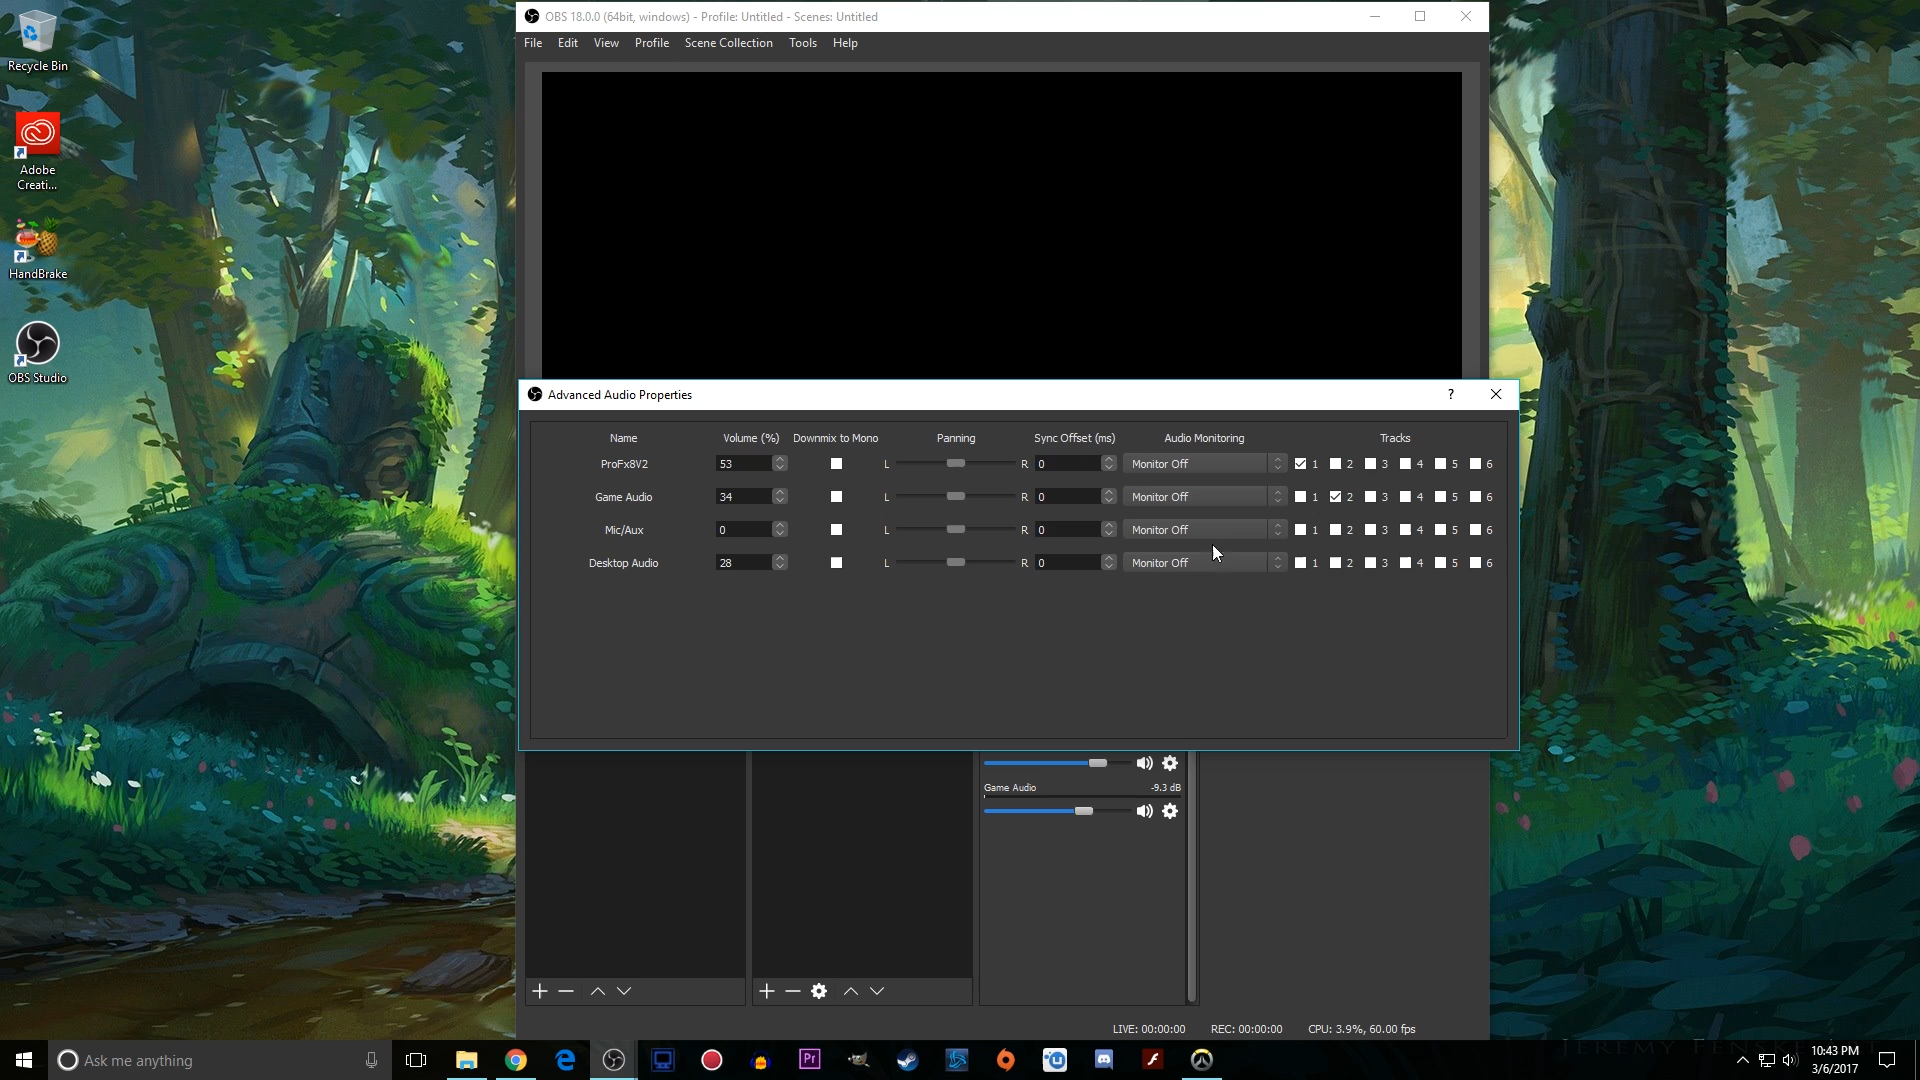 Recycle Bin
Adobe
Creati...
HandBrake
OBS Studio
OBS 18.0.0 (64bit, windows) - Profile: Untitled - Scenes: Untitled
File Edit View Profile Scene Collection Tools Help
Advanced Audio Properties ?
Name Volume (%) Downmix to Mono Panning Sync Offset (ms) Audio Monitoring Tracks
ProFx8V2 53 L R 0 Monitor Off 1 2 3 4 5 6
Game Audio 34 L R 0 Monitor Off 1 2 3 4 5 6
Mic/Aux 0 L R 0 Monitor Off 1 2 3 4 5 6
Desktop Audio 28 L R 0 Monitor Off 1 2 3 4 5 6
Game Audio -9.3 dB
LIVE: 00:00:00 REC: 00:00:00 CPU: 3.9%, 60.00 fps
JEREMY FENSKE
Ask me anything
Pr
10:43 PM
3/6/2017